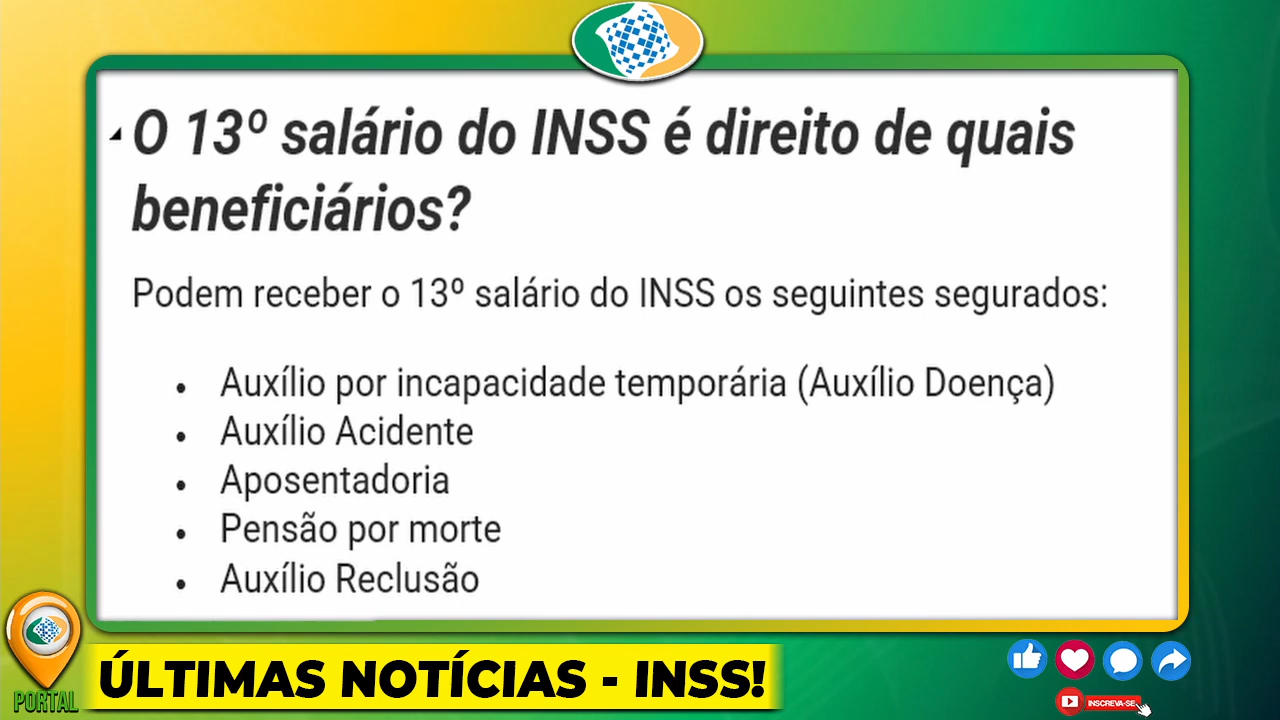 O 13º salário do INSS é direito de quais
beneficiários?
Podem receber o 13º salário do INSS os seguintes segurados:
• Auxílio por incapacidade temporária (Auxílio Doença)
• Auxílio Acidente
• Aposentadoria
• Pensão por morte
• Auxílio Reclusão
PORTAL
ÚLTIMAS NOTÍCIAS - INSS!
INSCREVA-SE